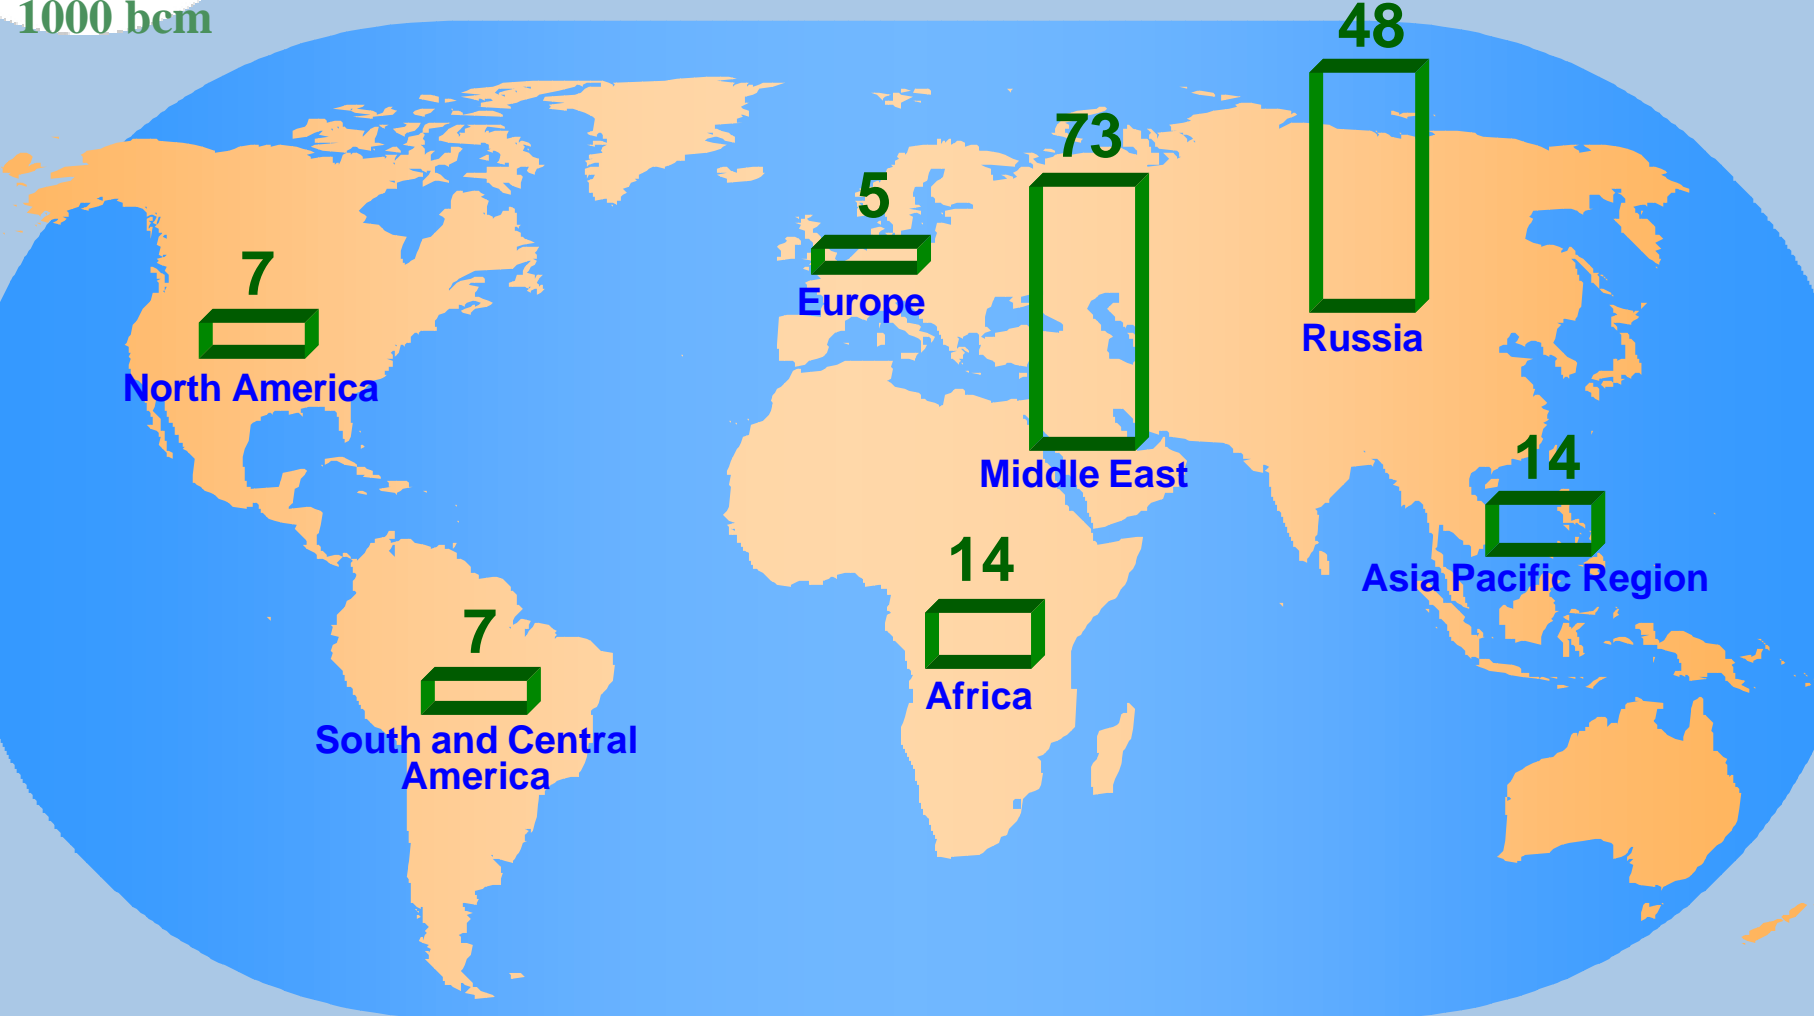 1000 bcm
48
73
5
7
Europe
Russia
North America
14
Middle East
14
Asia Pacific Region
7
Africa
South and Central
America